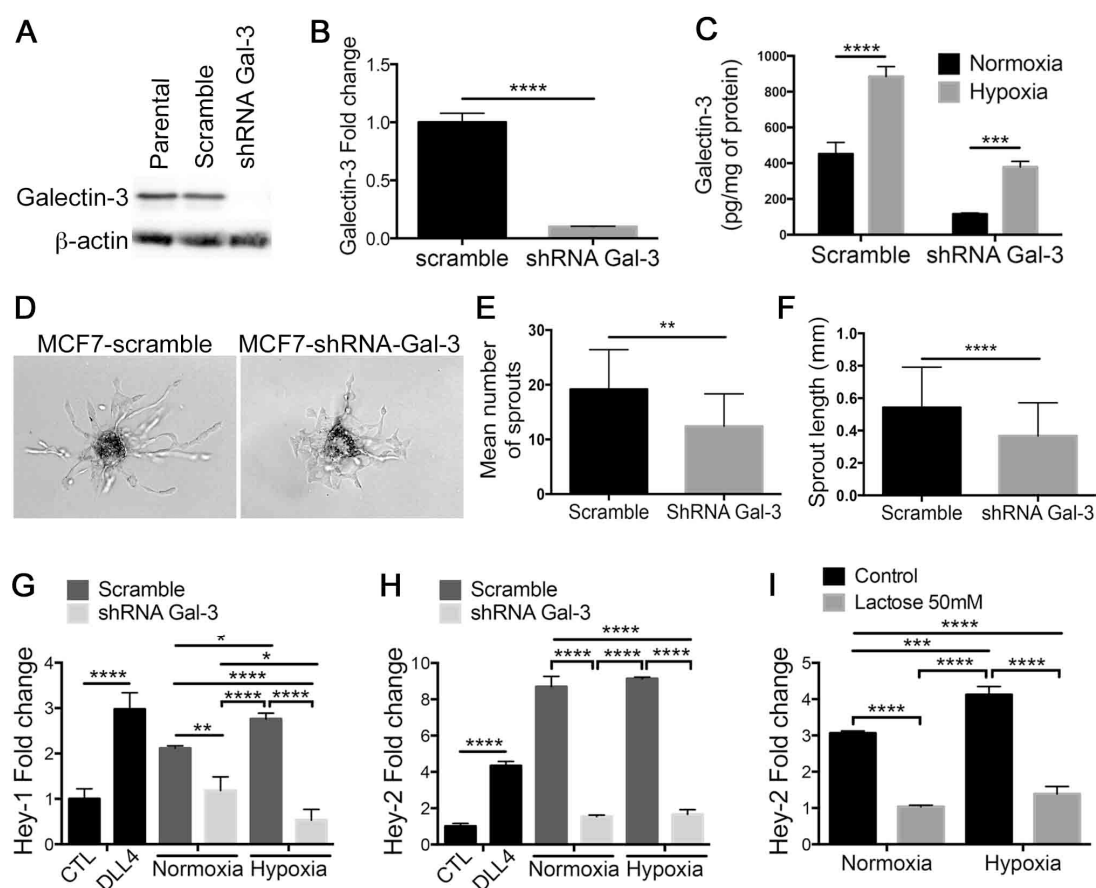 A
Parental
Scramble
shRNA Gal-3
Galectin-3
β-actin
B
Galectin-3 Fold change
1.5
1.0
0.5
0.0
****
scramble shRNA Gal-3
C
Galectin-3
(pg/mg of protein)
1000
800
600
400
200
0
****
***
Normoxia
Hypoxia
Scramble shRNA Gal-3
D
MCF7-scramble MCF7-shRNA-Gal-3
E
Mean number
of sprouts
30
20
10
0
**
Scramble ShRNA Gal-3
F
Sprout length (mm)
1.0
0.8
0.6
0.4
0.2
0.0
****
Scramble shRNA Gal-3
G
Scramble
shRNA Gal-3
Hey-1 Fold change
4
3
2
1
0
*
*
****
****
**** ****
**
CTL DLL4 Normoxia Hypoxia
H
Scramble
shRNA Gal-3
Hey-2 Fold change
10
8
6
4
2
0
****
**** **** ****
****
CTL DLL4 Normoxia Hypoxia
I
Control
Lactose 50mM
Hey-2 Fold change
5
4
3
2
1
0
****
***
**** ****
****
Normoxia Hypoxia